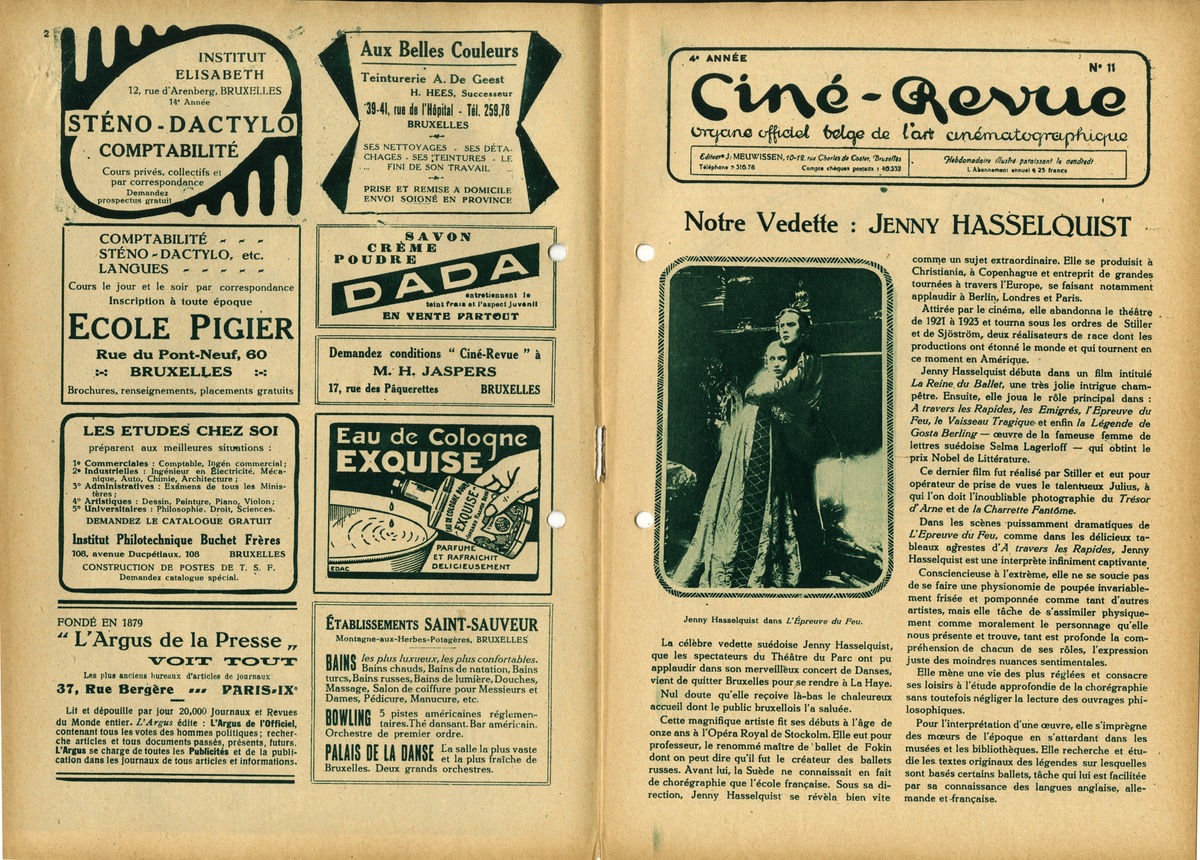 2
INSTITUT
ELISABETH
12, rue d'Arenberg, BRUXELLES
14e Année
STÉNO-DACTYLO
COMPTABILITÉ
Cours privés, collectifs et
par correspondance
Demandez
prospectus gratuit
Aux Belles Couleurs
Teinturerie A. De Geest
H. HEES, Successeur
39-41, rue de l'Hôpital - Tél. 259,78
BRUXELLES
SES NETTOYAGES - SES DÉTA-
CHAGES - SES TEINTURES - LE
FINI DE SON TRAVAIL
PRISE ET REMISE A DOMICILE
ENVOI SOIGNÉ EN PROVINCE
COMPTABILITÉ - - -
STÉNO-DACTYLO, etc.
LANGUES - - - - -
Cours le jour et le soir par correspondance
Inscription à toute époque
ECOLE PIGIER
Rue du Pont-Neuf, 60
BRUXELLES
Brochures, renseignements, placements gratuits
SAVON
CRÈME
POUDRE
DADA
entretiennent le
teint frais et l'aspect juvénil
EN VENTE PARTOUT
Demandez conditions " Ciné-Revue " à
M. H. JASPERS
17, rue des Pâquerettes BRUXELLES
LES ETUDES CHEZ SOI
préparent aux meilleures situations :
1° Commerciales : Comptable, Ingén commercial;
2° Industrielles : Ingénieur en Électricité, Méca-
nique, Auto, Chimie, Architecture;
3° Administratives : Exámens de tous les Minis-
tères;
4° Artistiques : Dessin, Peinture, Piano, Violon;
5° Universitaires : Philosophie, Droit, Sciences.
DEMANDEZ LE CATALOGUE GRATUIT
Institut Philotechnique Buchet Frères
108, avenue Ducpétiaux, 108 BRUXELLES
CONSTRUCTION DE POSTES DE T. S. F.
Demandez catalogue spécial.
Eau de Cologne
EXQUISE
EAU DE COLOGNE POUR
EXQUISE
PARFUME
ET RAFRAICHIT
DELICIEUSEMENT
EDAC
FONDÉ EN 1879
" L'Argus de la Presse „
VOIT TOUT
Les plus anciens bureaux d'articles de journaux
37, Rue Bergère --- PARIS-IXe
Lit et dépouille par jour 20,000 Journaux et Revues
du Monde entier. L'Argus édite : L'Argus de l'Officiel,
contenant tous les votes des hommes politiques; recher-
che articles et tous documents passés, présents, futurs.
L'Argus se charge de toutes les Publicités et de la publi-
cation dans les journaux de tous articles et informations.
ÉTABLISSEMENTS SAINT-SAUVEUR
Montagne-aux-Herbes-Potagères, BRUXELLES
BAINS les plus luxueux, les plus confortables.
Bains chauds, Bains de natation, Bains
turcs, Bains russes, Bains de lumière, Douches,
Massage, Salon de coiffure pour Messieurs et
Dames, Pédicure, Manucure, etc.
BOWLING 5 pistes américains réglemen-
taires. Thé dansant. Bar américain.
Orchestre de premier ordre.
PALAIS DE LA DANSE La salle la plus vaste
et la plus fraîche de
Bruxelles. Deux grands orchestres.
4e ANNÉE
N° 11
Ciné-Revue
Organe officiel belge de l'art cinématographique
Editeur : J. MEUWISSEN, 10-12, rue Charles de Coster, Bruxelles
Téléphone : 316.78 Compte chèques postaux : 40.352
Hebdomadaire illustré paraissant le vendredi
L'Abonnement annuel : 25 francs
Notre Vedette : JENNY HASSELQUIST
Jenny Hasselquist dans L'Épreuve du Feu.
La célèbre vedette suédoise Jenny Hasselquist,
que les spectateurs du Théâtre du Parc ont pu
applaudir dans son merveilleux concert de Danses,
vient de quitter Bruxelles pour se rendre à La Haye.
Nul doute qu'elle reçoive là-bas le chaleureux
accueil dont le public bruxellois l'a saluée.
Cette magnifique artiste fit ses débuts à l'âge de
onze ans à l'Opéra Royal de Stockolm. Elle eut pour
professeur, le renommé maître de ballet de Fokin
dont on peut dire qu'il fut le créateur des ballets
russes. Avant lui, la Suède ne connaissait en fait
de chorégraphie que l'école française. Sous sa di-
rection, Jenny Hasselquist se révèla bien vite
comme un sujet extraordinaire. Elle se produisit à
Christiania, à Copenhague et entreprit de grandes
tournées à travers l'Europe, se faisant notamment
applaudir à Berlin, Londres et Paris.
Attirée par le cinéma, elle abandonna le théâtre
de 1921 à 1923 et tourna sous les ordres de Stiller
et de Sjöström, deux réalisateurs de race dont les
productions ont étonné le monde et qui tournent en
ce moment en Amérique.
Jenny Hasselquist débuta dans un film intitulé
La Reine du Ballet, une très jolie intrigue cham-
pêtre. Ensuite, elle joua le rôle principal dans :
A travers les Rapides, les Emigrés, l'Epreuve du
Feu, le Vaisseau Tragique et enfin la Légende de
Gosta Berling — œuvre de la fameuse femme de
lettres suédoise Selma Lagerloff — qui obtint le
prix Nobel de Littérature.
Ce dernier film fut réalisé par Stiller et eut pour
opérateur de prise de vues le talentueux Julius, à
qui l'on doit l'inoubliable photographie du Trésor
d'Arne et de la Charrette Fantôme.
Dans les scènes puissamment dramatiques de
L'Epreuve du Feu, comme dans les délicieux ta-
bleaux agrestes d'A travers les Rapides, Jenny
Hasselquist est une interprète infiniment captivante
Consciencieuse à l'extrême, elle ne se soucie pas
de se faire une physionomie de poupée invariable-
ment frisée et pomponnée comme tant d'autres
artistes, mais elle tâche de s'assimiler physique-
ment comme moralement le personnage qu'elle
nous présente et trouve, tant est profonde la com-
préhension de chacun de ses rôles, l'expression
juste des moindres nuances sentimentales.
Elle mène une vie des plus réglées et consacre
ses loisirs à l'étude approfondie de la chorégraphie
sans toutefois négliger la lecture des ouvrages phi-
losophiques.
Pour l'interprétation d'une œuvre, elle s'imprègne
des mœurs de l'époque en s'attardant dans les
musées et les bibliothèques. Elle recherche et étu-
die les textes originaux des légendes sur lesquelles
sont basés certains ballets, tâche qui lui est facilitée
par sa connaissance des langues anglaise, alle-
mande et française.